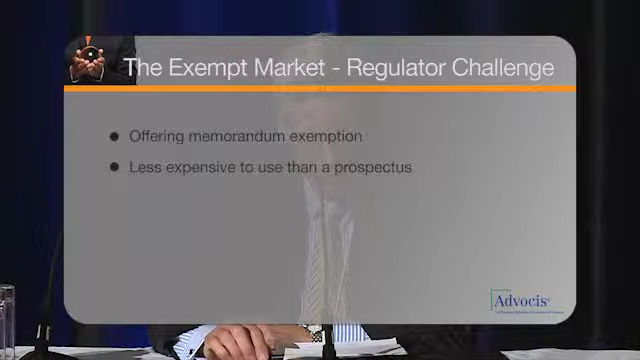 The Exempt Market - Regulator Challenge
Offering memorandum exemption
Less expensive to use than a prospectus
Advocis